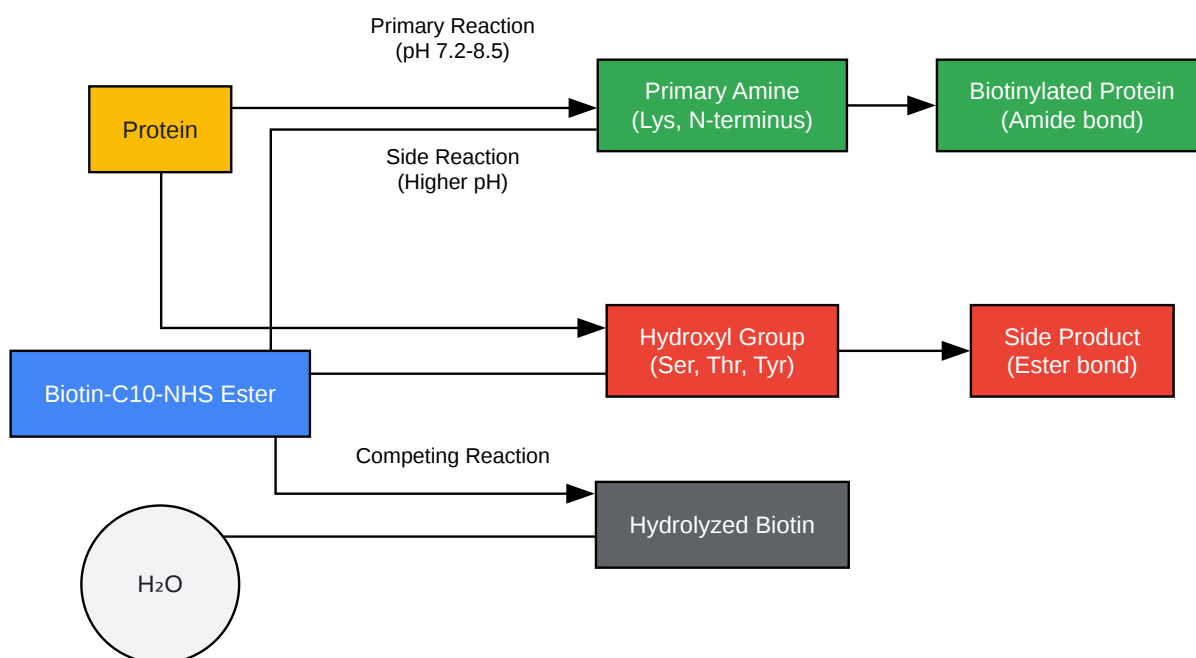 Primary Reaction
(pH 7.2-8.5)
Primary Amine
(Lys, N-terminus)
Biotinylated Protein
(Amide bond)
Protein
Side Reaction
(Higher pH)
Hydroxyl Group
(Ser, Thr, Tyr)
Side Product
(Ester bond)
Biotin-C10-NHS Ester
Competing Reaction
Hydrolyzed Biotin
H₂O